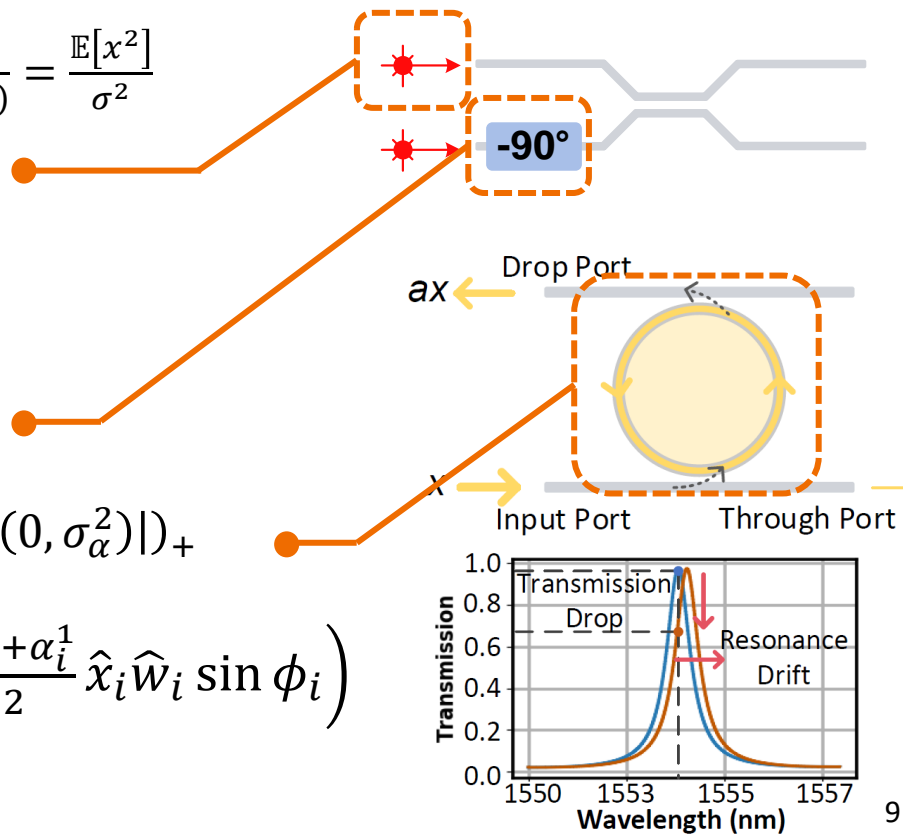 ) = 𝔼[x²] / σ²
-90°
Drop Port
ax
x
Input Port Through Port
(0, σ_α²)|)₊
+α_i¹ / 2 x̂_i ŵ_i sin ϕ_i )
Transmission
1.0
0.8
0.6
0.4
0.2
0.0
Transmission
Drop
Resonance
Drift
1550 1553 1555 1557
Wavelength (nm)
9